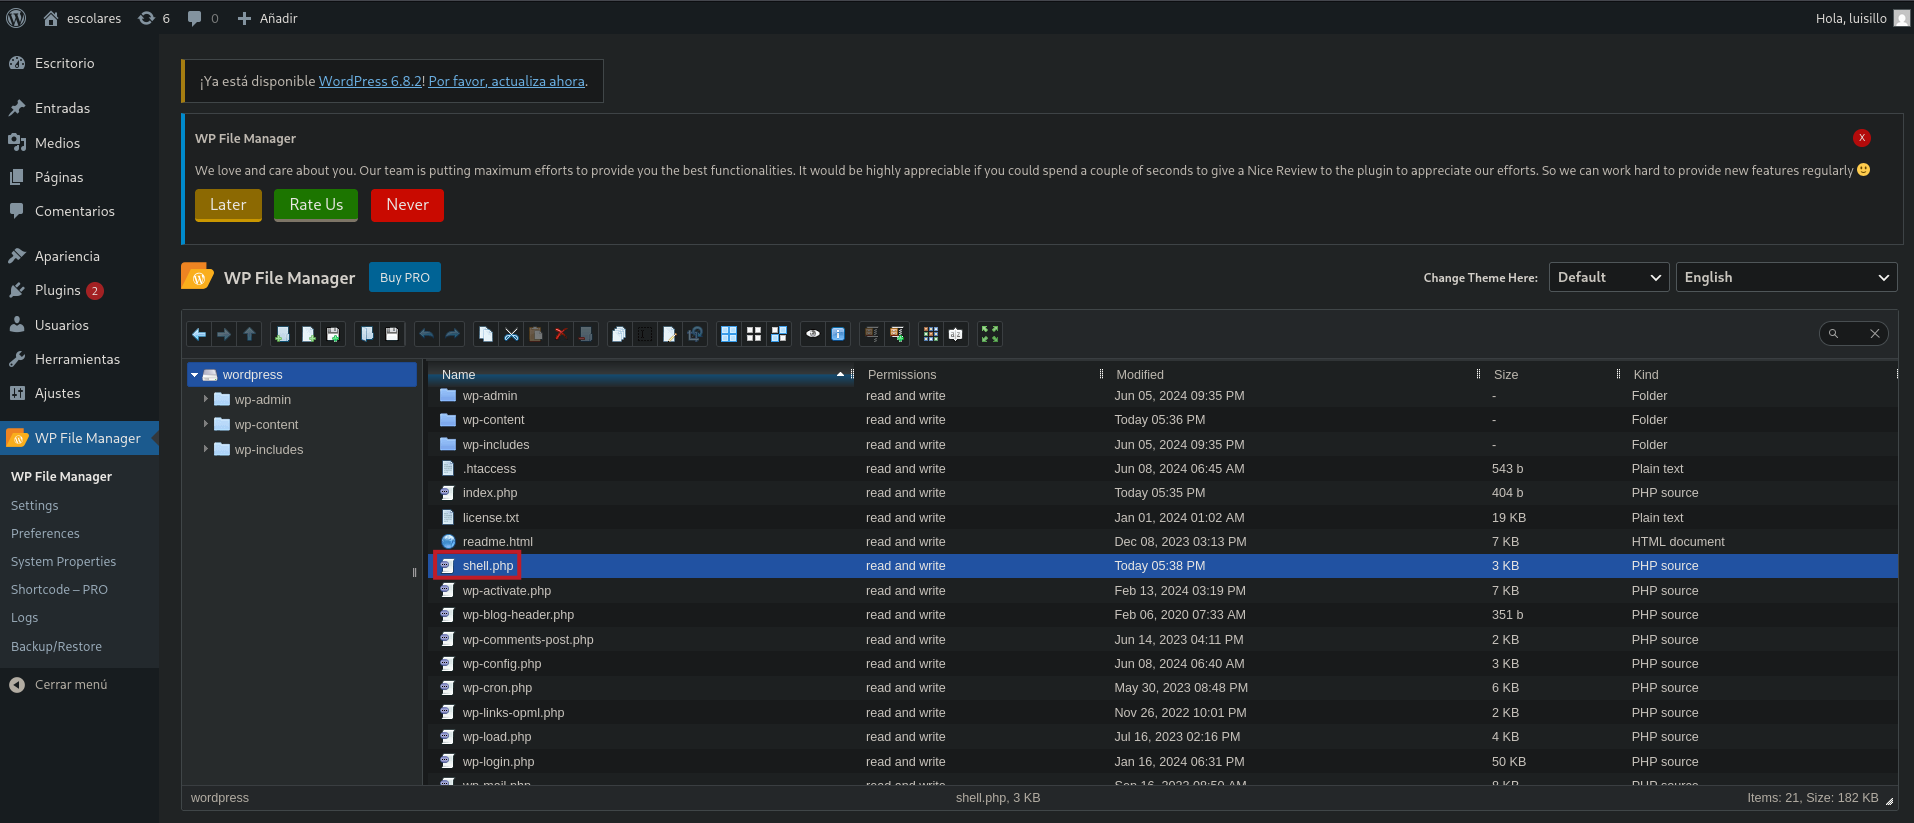 escolares 6 0 Añadir Hola, luisillo
Escritorio
Entradas
Medios
Páginas
Comentarios
Apariencia
Plugins 2
Usuarios
Herramientas
Ajustes
WP File Manager
WP File Manager
Settings
Preferences
System Properties
Shortcode – PRO
Logs
Backup/Restore
Cerrar menú
¡Ya está disponible WordPress 6.8.2! Por favor, actualiza ahora.
WP File Manager X
We love and care about you. Our team is putting maximum efforts to provide you the best functionalities. It would be highly appreciable if you could spend a couple of seconds to give a Nice Review to the plugin to appreciate our efforts. So we can work hard to provide new features regularly
Later Rate Us Never
WP File Manager Buy PRO Change Theme Here: Default English
wordpress
wp-admin
wp-content
wp-includes
Name Permissions Modified Size Kind
wp-admin read and write Jun 05, 2024 09:35 PM - Folder
wp-content read and write Today 05:36 PM - Folder
wp-includes read and write Jun 05, 2024 09:35 PM - Folder
.htaccess read and write Jun 08, 2024 06:45 AM 543 b Plain text
index.php read and write Today 05:35 PM 404 b PHP source
license.txt read and write Jan 01, 2024 01:02 AM 19 KB Plain text
readme.html read and write Dec 08, 2023 03:13 PM 7 KB HTML document
shell.php read and write Today 05:38 PM 3 KB PHP source
wp-activate.php read and write Feb 13, 2024 03:19 PM 7 KB PHP source
wp-blog-header.php read and write Feb 06, 2020 07:33 AM 351 b PHP source
wp-comments-post.php read and write Jun 14, 2023 04:11 PM 2 KB PHP source
wp-config.php read and write Jun 08, 2024 06:40 AM 3 KB PHP source
wp-cron.php read and write May 30, 2023 08:48 PM 6 KB PHP source
wp-links-opml.php read and write Nov 26, 2022 10:01 PM 2 KB PHP source
wp-load.php read and write Jul 16, 2023 02:16 PM 4 KB PHP source
wp-login.php read and write Jan 16, 2024 06:31 PM 50 KB PHP source
wp-mail.php read and write Sep 16, 2023 08:50 AM 8 KB PHP source
wordpress shell.php, 3 KB Items: 21, Size: 182 KB